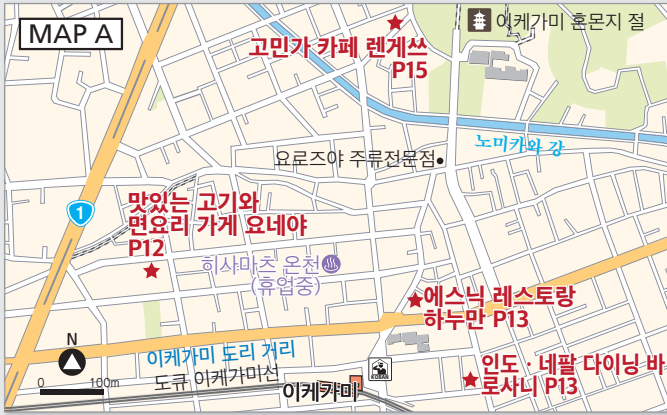 MAP A
이케가미 혼몬지 절
고민가 카페 렌게쓰
P15
노미카와 강
요로즈야 주류전문점
1
맛있는 고기와
면요리 가게 요네야
P12
히사마츠 온천
(휴업중)
에스닉 레스토랑
하누만 P13
N
이케가미 도리 거리
0 100m
도큐 이케가미선
이케가미
KOBAN
인도·네팔 다이닝 바
로사니 P13